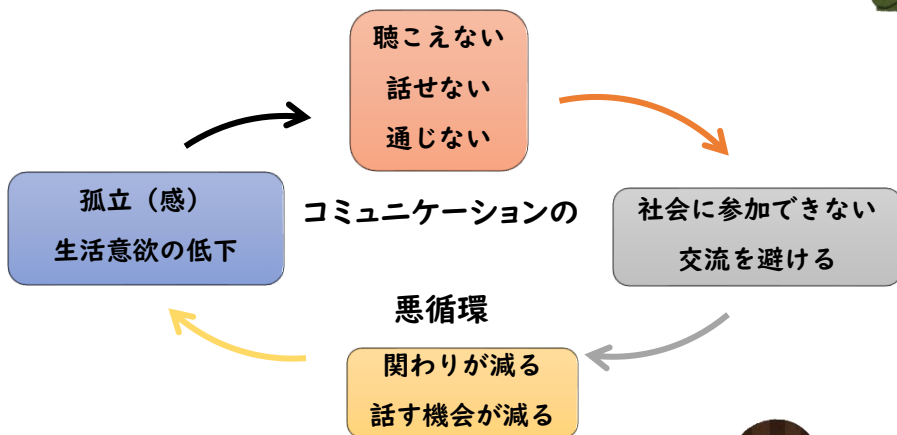 聴こえない
話せない
通じない
孤立（感）
生活意欲の低下
コミュニケーションの
悪循環
社会に参加できない
交流を避ける
関わりが減る
話す機会が減る